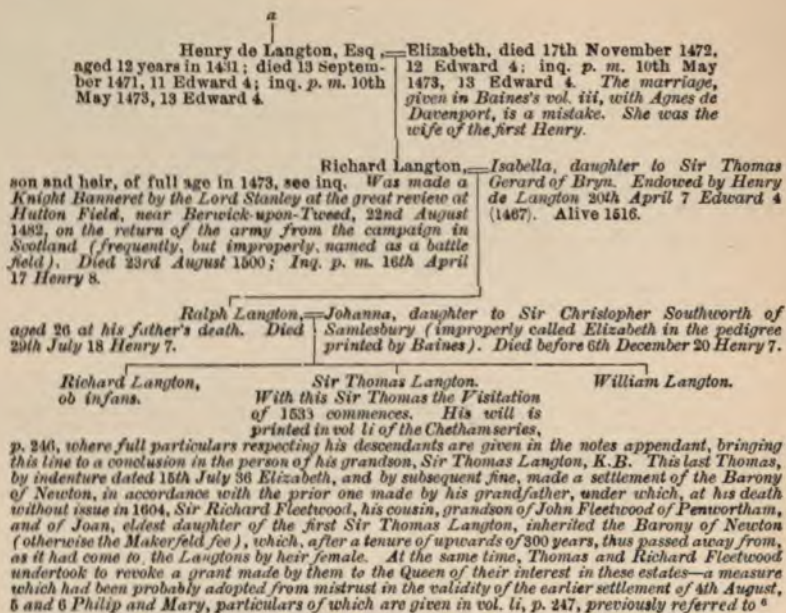 a
Henry de Langton, Esq., Elizabeth, died 17th November 1472,
aged 12 years in 1431; died 13 Septem- 12 Edward 4; inq. p. m. 10th May
ber 1471, 11 Edward 4; inq. p. m. 10th 1473, 13 Edward 4. The marriage,
May 1473, 13 Edward 4. given in Baines's vol. iii, with Agnes de
Davenport, is a mistake. She was the
wife of the first Henry.
Richard Langton, Isabella, daughter to Sir Thomas
son and heir, of full age in 1473, see inq. Was made a Gerard of Bryn. Endowed by Henry
Knight Banneret by the Lord Stanley at the great review at de Langton 20th April 7 Edward 4
Hutton Field, near Berwick-upon-Tweed, 22nd August (1467). Alive 1516.
1482, on the return of the army from the campaign in
Scotland (frequently, but improperly, named as a battle
field). Died 23rd August 1500; Inq. p. m. 16th April
17 Henry 8.
Ralph Langton, Johanna, daughter to Sir Christopher Southworth of
aged 26 at his father's death. Died Samlesbury (improperly called Elizabeth in the pedigree
29th July 18 Henry 7. printed by Baines). Died before 6th December 20 Henry 7.
Richard Langton, Sir Thomas Langton. William Langton.
ob infans. With this Sir Thomas the Visitation
of 1533 commences. His will is
printed in vol li of the Chetham series,
p. 246, where full particulars respecting his descendants are given in the notes appendant, bringing
this line to a conclusion in the person of his grandson, Sir Thomas Langton, K.B. This last Thomas,
by indenture dated 15th July 36 Elizabeth, and by subsequent fine, made a settlement of the Barony
of Newton, in accordance with the prior one made by his grandfather, under which, at his death
without issue in 1604, Sir Richard Fleetwood, his cousin, grandson of John Fleetwood of Penwortham,
and of Joan, eldest daughter of the first Sir Thomas Langton, inherited the Barony of Newton
(otherwise the Makerfeld fee), which, after a tenure of upwards of 300 years, thus passed away from,
as it had come to, the Langtons by heir female. At the same time, Thomas and Richard Fleetwood
undertook to revoke a grant made by them to the Queen of their interest in these estates—a measure
which had been probably adopted from mistrust in the validity of the earlier settlement of 4th August,
5 and 6 Philip and Mary, particulars of which are given in vol. li, p. 247, previously referred to